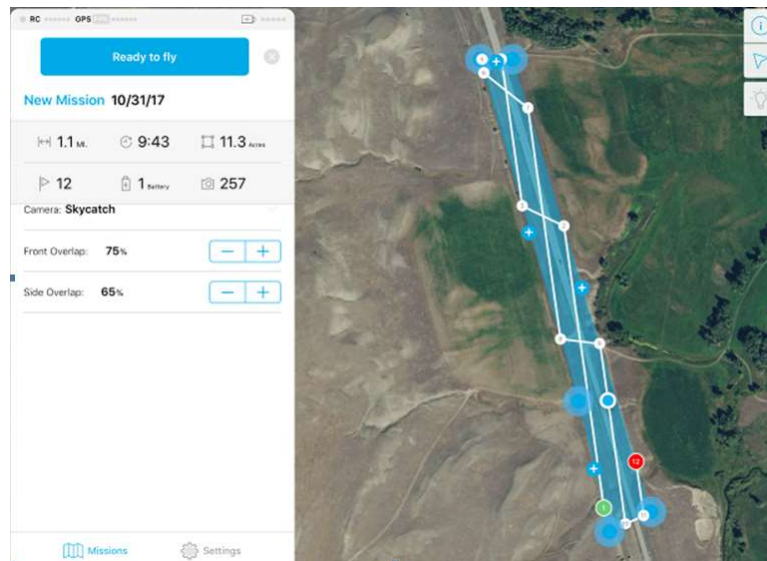 RC GPS
Ready to fly
New Mission 10/31/17
1.1 Mi. 9:43 11.3 Acres
12 1 Battery 257
Camera: Skycatch
Front Overlap: 75%
Side Overlap: 65%
Missions Settings
12
1